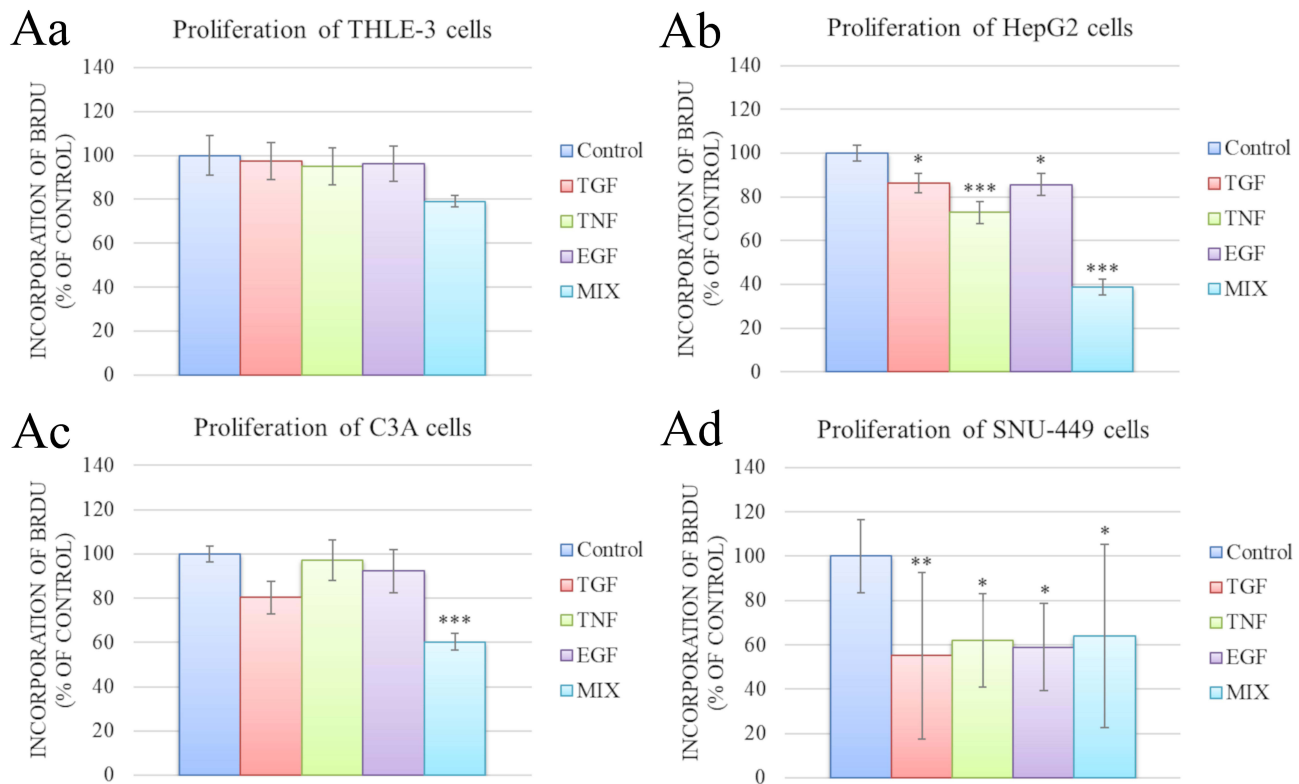 Aa
Proliferation of THLE-3 cells
INCORPORATION OF BRDU
(% OF CONTROL)
140
120
100
80
60
40
20
0
Control
TGF
TNF
EGF
MIX
Ab
Proliferation of HepG2 cells
INCORPORATION OF BRDU
(% OF CONTROL)
140
120
100
80
60
40
20
0
*
***
*
***
Control
TGF
TNF
EGF
MIX
Ac
Proliferation of C3A cells
INCORPORATION OF BRDU
(% OF CONTROL)
140
120
100
80
60
40
20
0
***
Control
TGF
TNF
EGF
MIX
Ad
Proliferation of SNU-449 cells
INCORPORATION OF BRDU
(% OF CONTROL)
140
120
100
80
60
40
20
0
**
*
*
*
Control
TGF
TNF
EGF
MIX